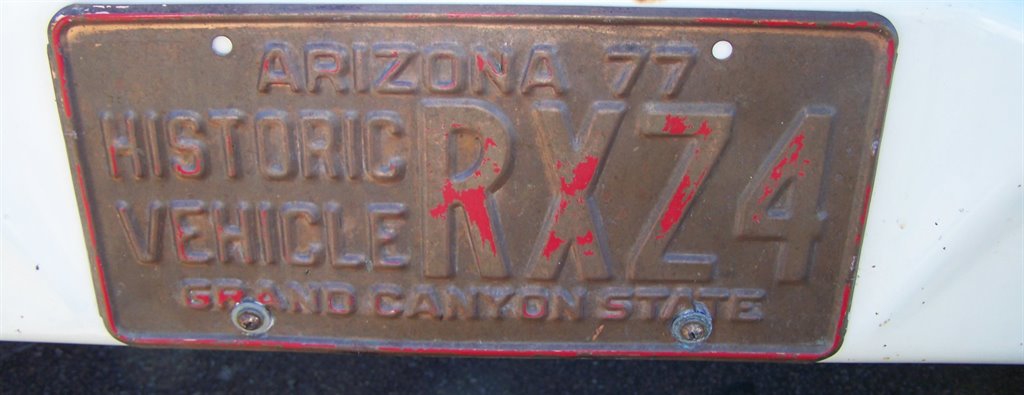 ARIZONA 77
HISTORIC VEHICLE RXZ4
GRAND CANYON STATE